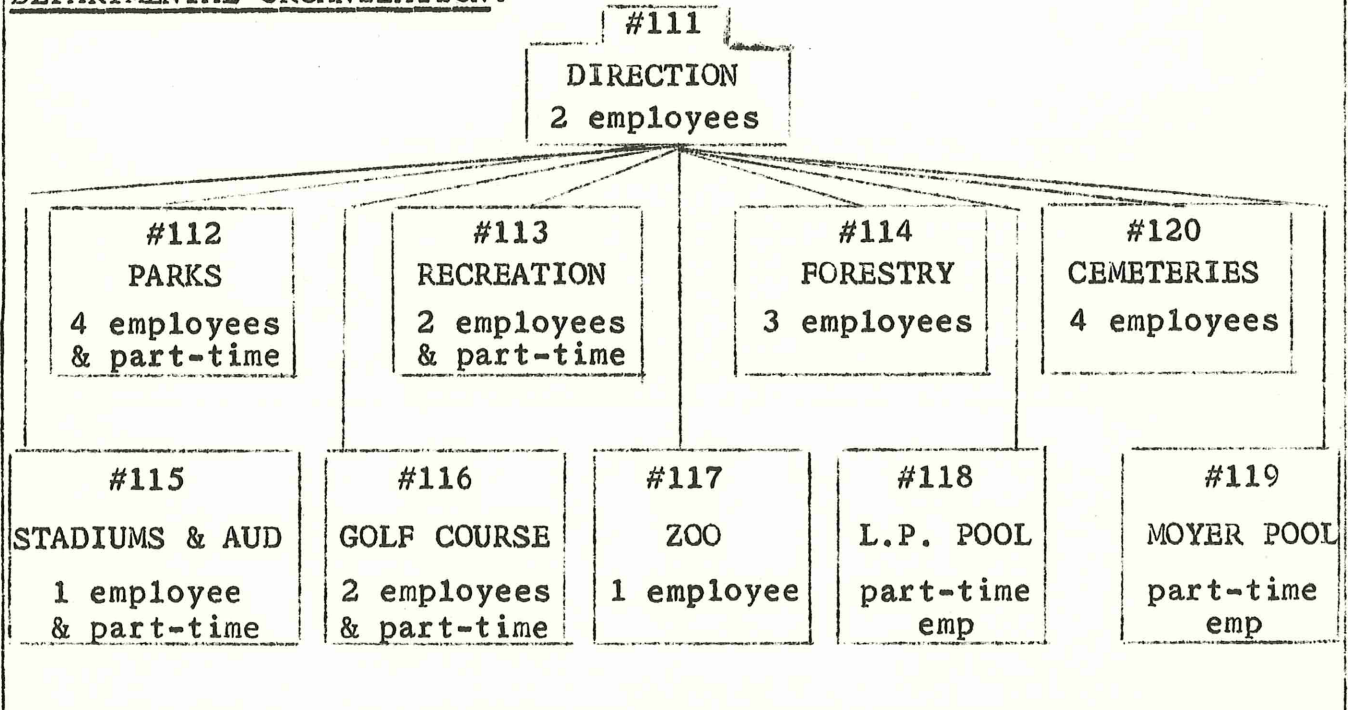 DEPARTMENTAL ORGANIZATION:
#111
DIRECTION
2 employees
#112
PARKS
4 employees
& part-time
#113
RECREATION
2 employees
& part-time
#114
FORESTRY
3 employees
#120
CEMETERIES
4 employees
#115
STADIUMS & AUD
1 employee
& part-time
#116
GOLF COURSE
2 employees
& part-time
#117
ZOO
1 employee
#118
L.P. POOL
part-time
emp
#119
MOYER POOL
part-time
emp